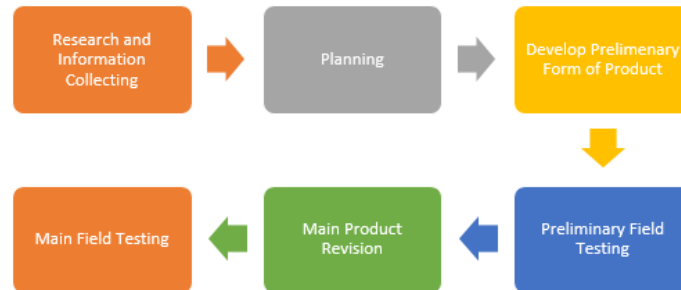 Research and
Information
Collecting
Planning
Develop Prelimenary
Form of Product
Preliminary Field
Testing
Main Product
Revision
Main Field Testing